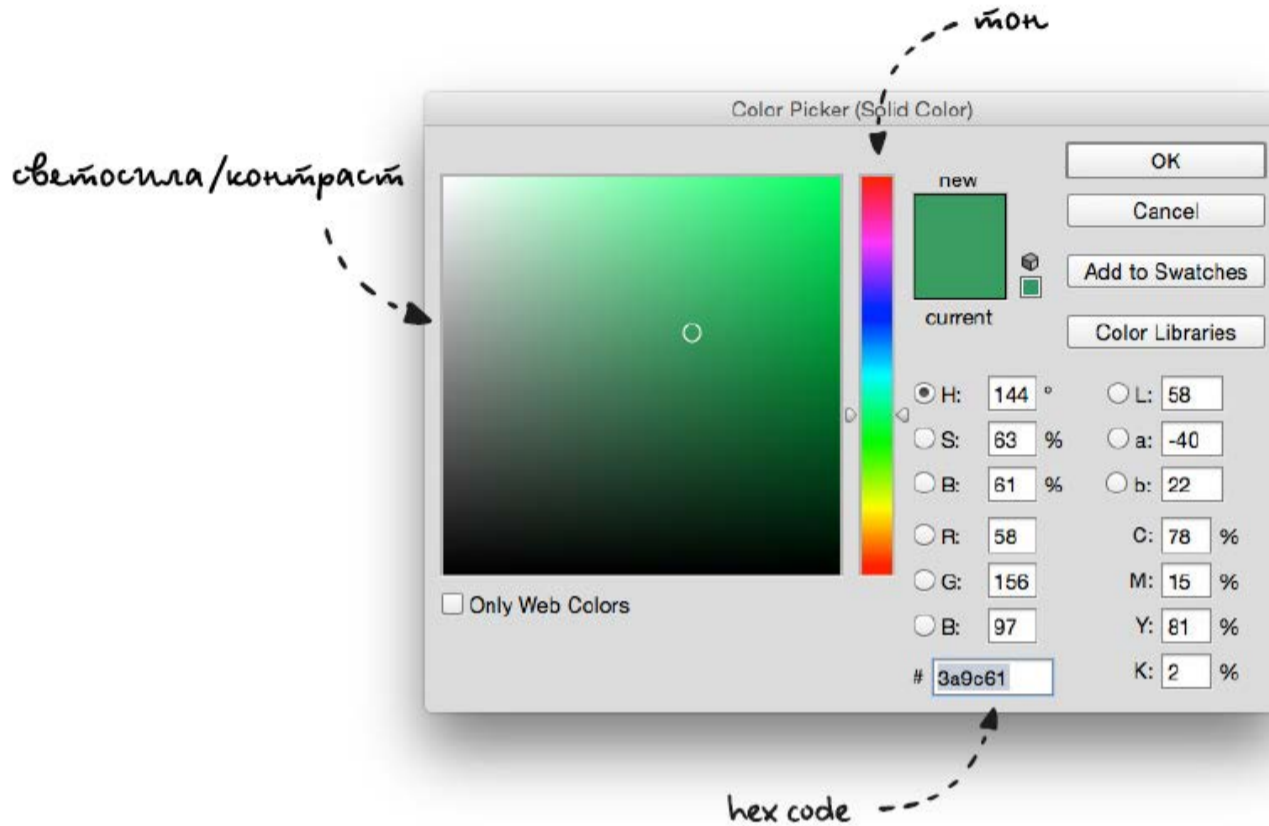 тон
Color Picker (Solid Color)
светосила/контраст
new
current
OK
Cancel
Add to Swatches
Color Libraries
H: 144 °
L: 58
S: 63 %
a: -40
B: 61 %
b: 22
R: 58
C: 78 %
G: 156
M: 15 %
B: 97
Y: 81 %
# 3a9c61
K: 2 %
Only Web Colors
hex code